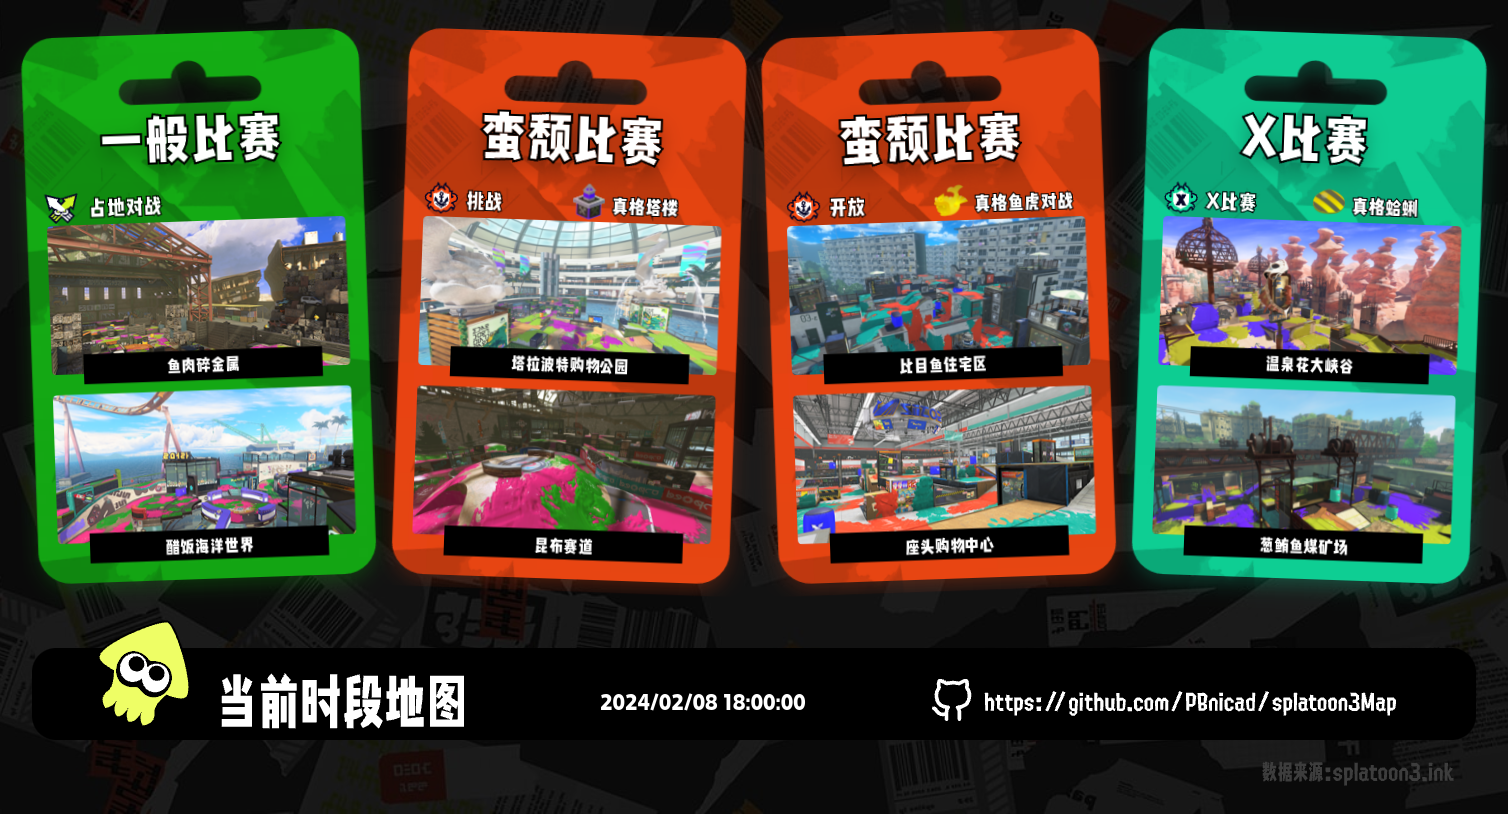 一般比赛
占地对战
鱼肉碎金属
醋饭海洋世界
蛮颓比赛
挑战
真格塔楼
塔拉波特购物公园
昆布赛道
蛮颓比赛
开放
真格鱼虎对战
比目鱼住宅区
座头购物中心
X比赛
X比赛
真格蛤蜊
温泉花大峡谷
葱鲔鱼煤矿场
当前时段地图
2024/02/08 18:00:00
https://github.com/PBnicad/splatoon3Map
数据来源:splatoon3.ink